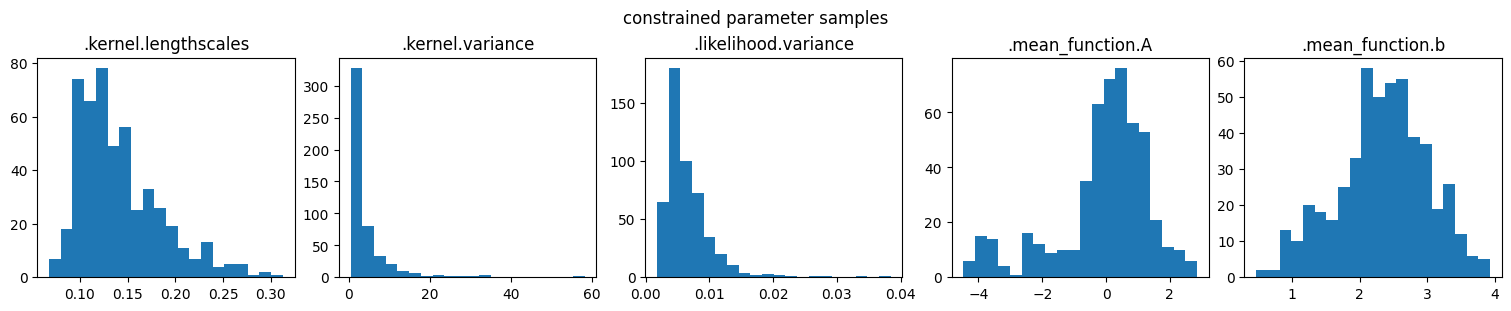 constrained parameter samples
.kernel.lengthscales
80
60
40
20
0
0.10 0.15 0.20 0.25 0.30
.kernel.variance
300
250
200
150
100
50
0
0 20 40 60
.likelihood.variance
150
100
50
0
0.00 0.01 0.02 0.03 0.04
.mean_function.A
60
40
20
0
−4 −2 0 2
.mean_function.b
60
50
40
30
20
10
0
1 2 3 4